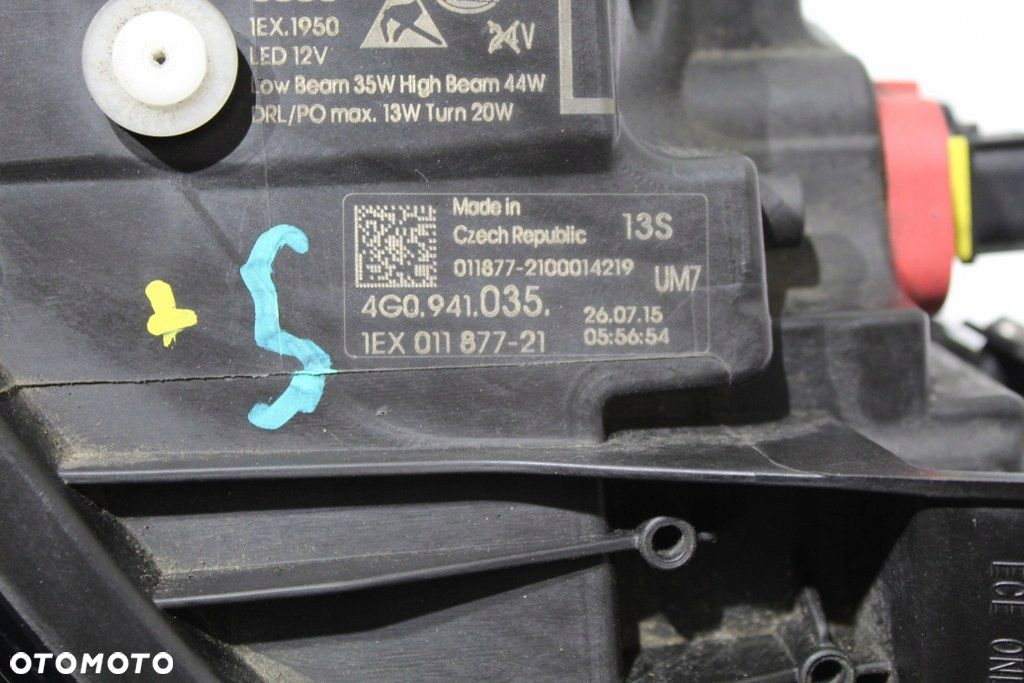 1EX.1950
LED 12V
Low Beam 35W High Beam 44W
DRL/PO max. 13W Turn 20W
Made in
Czech Republic
13S
011877-2100014219
UM7
4G0.941.035.
26.07.15
1EX 011 877-21
05:56:54
ECE
OTOMOTO